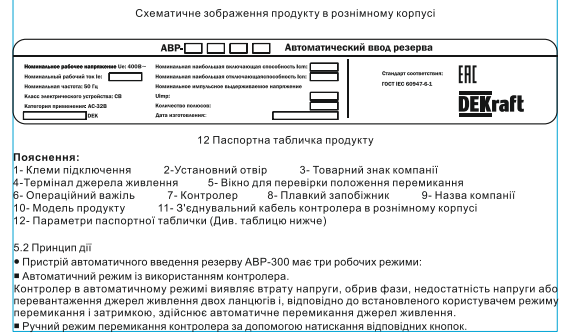 Схематичне зображення продукту в рознімному корпусі
АВР- Автоматический ввод резерва
Номинальное рабочее напряжение Ue: 400В~
Номинальный рабочий ток Ie:
Номинальная частота: 50 Гц
Класс электрического устройства: СВ
Категория применения: AC-32B
DEK
Номинальная наибольшая включающая способность Icm:
Номинальная наибольшая отключающаяспособность Icn:
Номинальное импульсное выдерживаемое напряжение
Uimp:
Количество полюсов:
Дата изготовления:
Стандарт соответствия:
ГОСТ IEC 60947-6-1
EAC
DEKraft
12 Паспортна табличка продукту
Пояснення:
1- Клеми підключення 2-Установний отвір 3- Товарний знак компанії
4-Термінал джерела живлення 5- Вікно для перевірки положення перемикання
6- Операційний важіль 7- Контролер 8- Плавкий запобіжник 9- Назва компанії
10- Модель продукту 11- З'єднувальний кабель контролера в рознімному корпусі
12- Параметри паспортної таблички (Див. таблицю нижче)
5.2 Принцип дії
● Пристрій автоматичного введення резерву АВР-300 має три робочих режими:
■ Автоматичний режим із використанням контролера.
Контролер в автоматичному режимі виявляє втрату напруги, обрив фази, недостатність напруги або
перевантаження джерел живлення двох ланцюгів і, відповідно до встановленого користувачем режиму
перемикання і затримкою, здійснює автоматичне перемикання джерел живлення.
■ Ручний режим перемикання контролера за допомогою натискання відповідних кнопок.